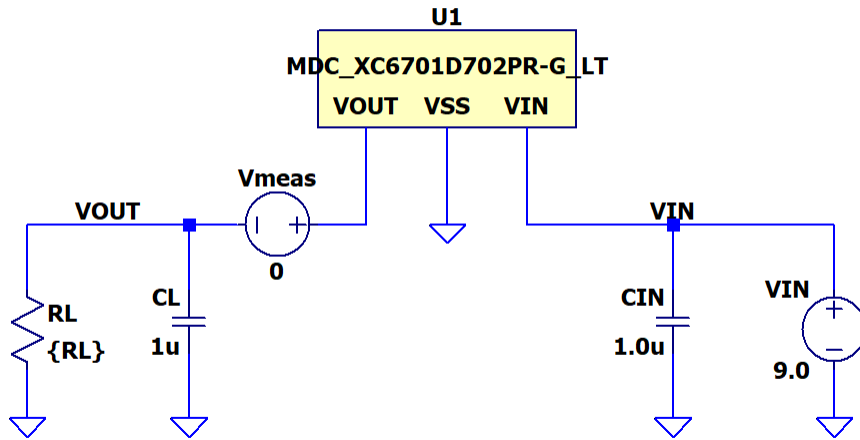 U1
MDC_XC6701D702PR-G_LT
VOUT VSS VIN
Vmeas
VOUT
VIN
0
RL
{RL}
CL
1u
CIN
1.0u
VIN
9.0